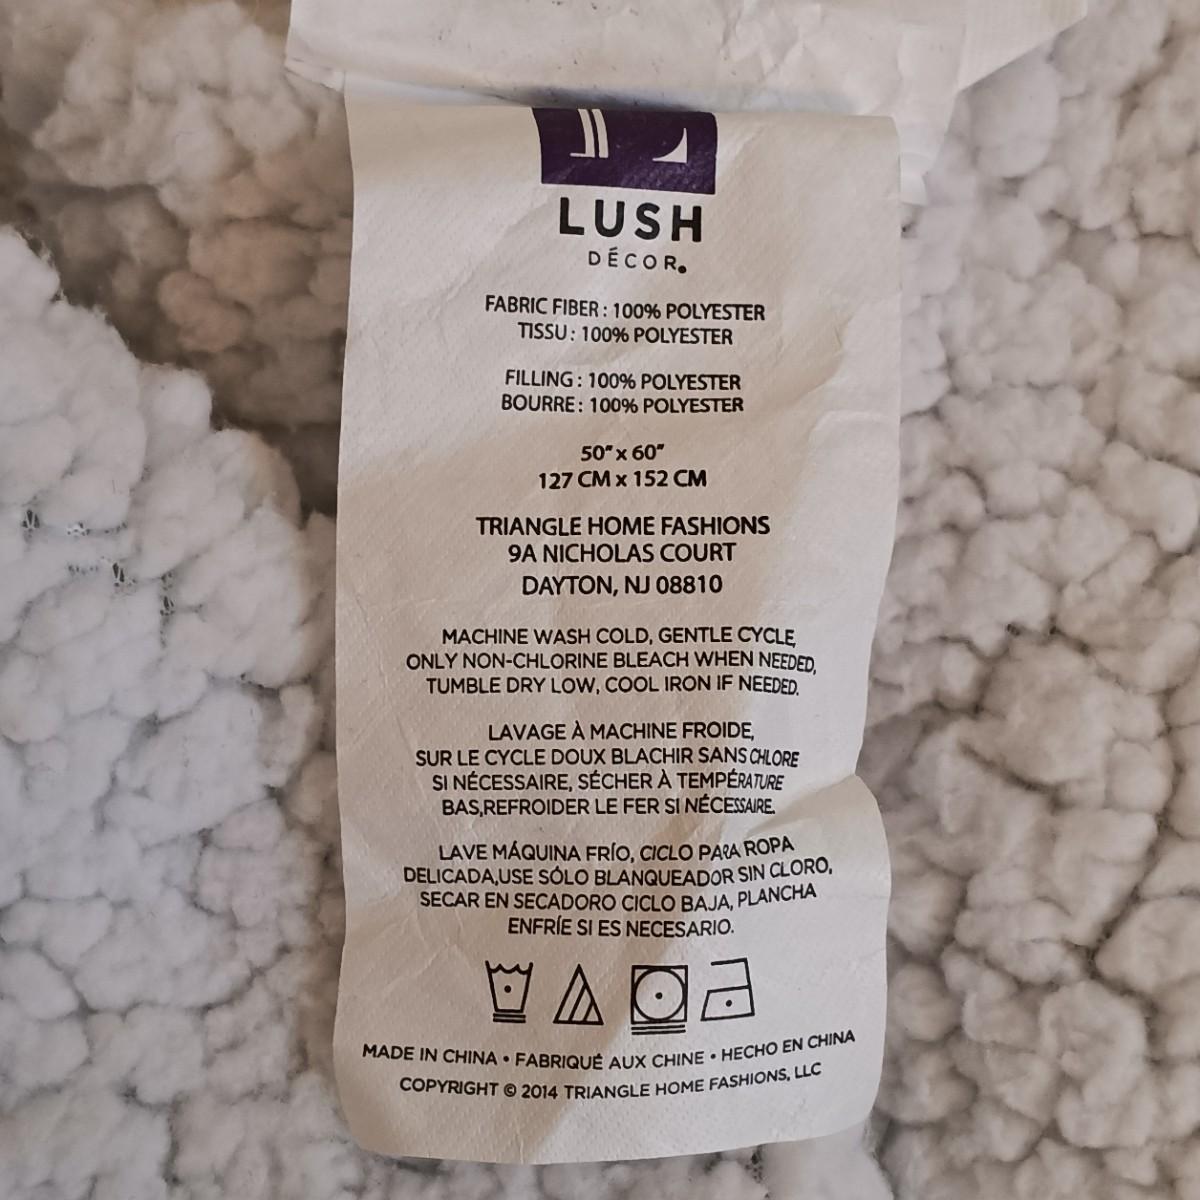 LUSH
DÉCOR.
FABRIC FIBER : 100% POLYESTER
TISSU : 100% POLYESTER
FILLING : 100% POLYESTER
BOURRE : 100% POLYESTER
50" x 60"
127 CM x 152 CM
TRIANGLE HOME FASHIONS
9A NICHOLAS COURT
DAYTON, NJ 08810
MACHINE WASH COLD, GENTLE CYCLE,
ONLY NON-CHLORINE BLEACH WHEN NEEDED,
TUMBLE DRY LOW, COOL IRON IF NEEDED.
LAVAGE À MACHINE FROIDE,
SUR LE CYCLE DOUX BLACHIR SANS CHLORE
SI NÉCESSAIRE, SÉCHER À TEMPÉRATURE
BAS,REFROIDER LE FER SI NÉCESSAIRE.
LAVE MÁQUINA FRÍO, CICLO PARA ROPA
DELICADA,USE SÓLO BLANQUEADOR SIN CLORO,
SECAR EN SECADORO CICLO BAJA, PLANCHA
ENFRÍE SI ES NECESARIO.
MADE IN CHINA • FABRIQUÉ AUX CHINE • HECHO EN CHINA
COPYRIGHT © 2014 TRIANGLE HOME FASHIONS, LLC